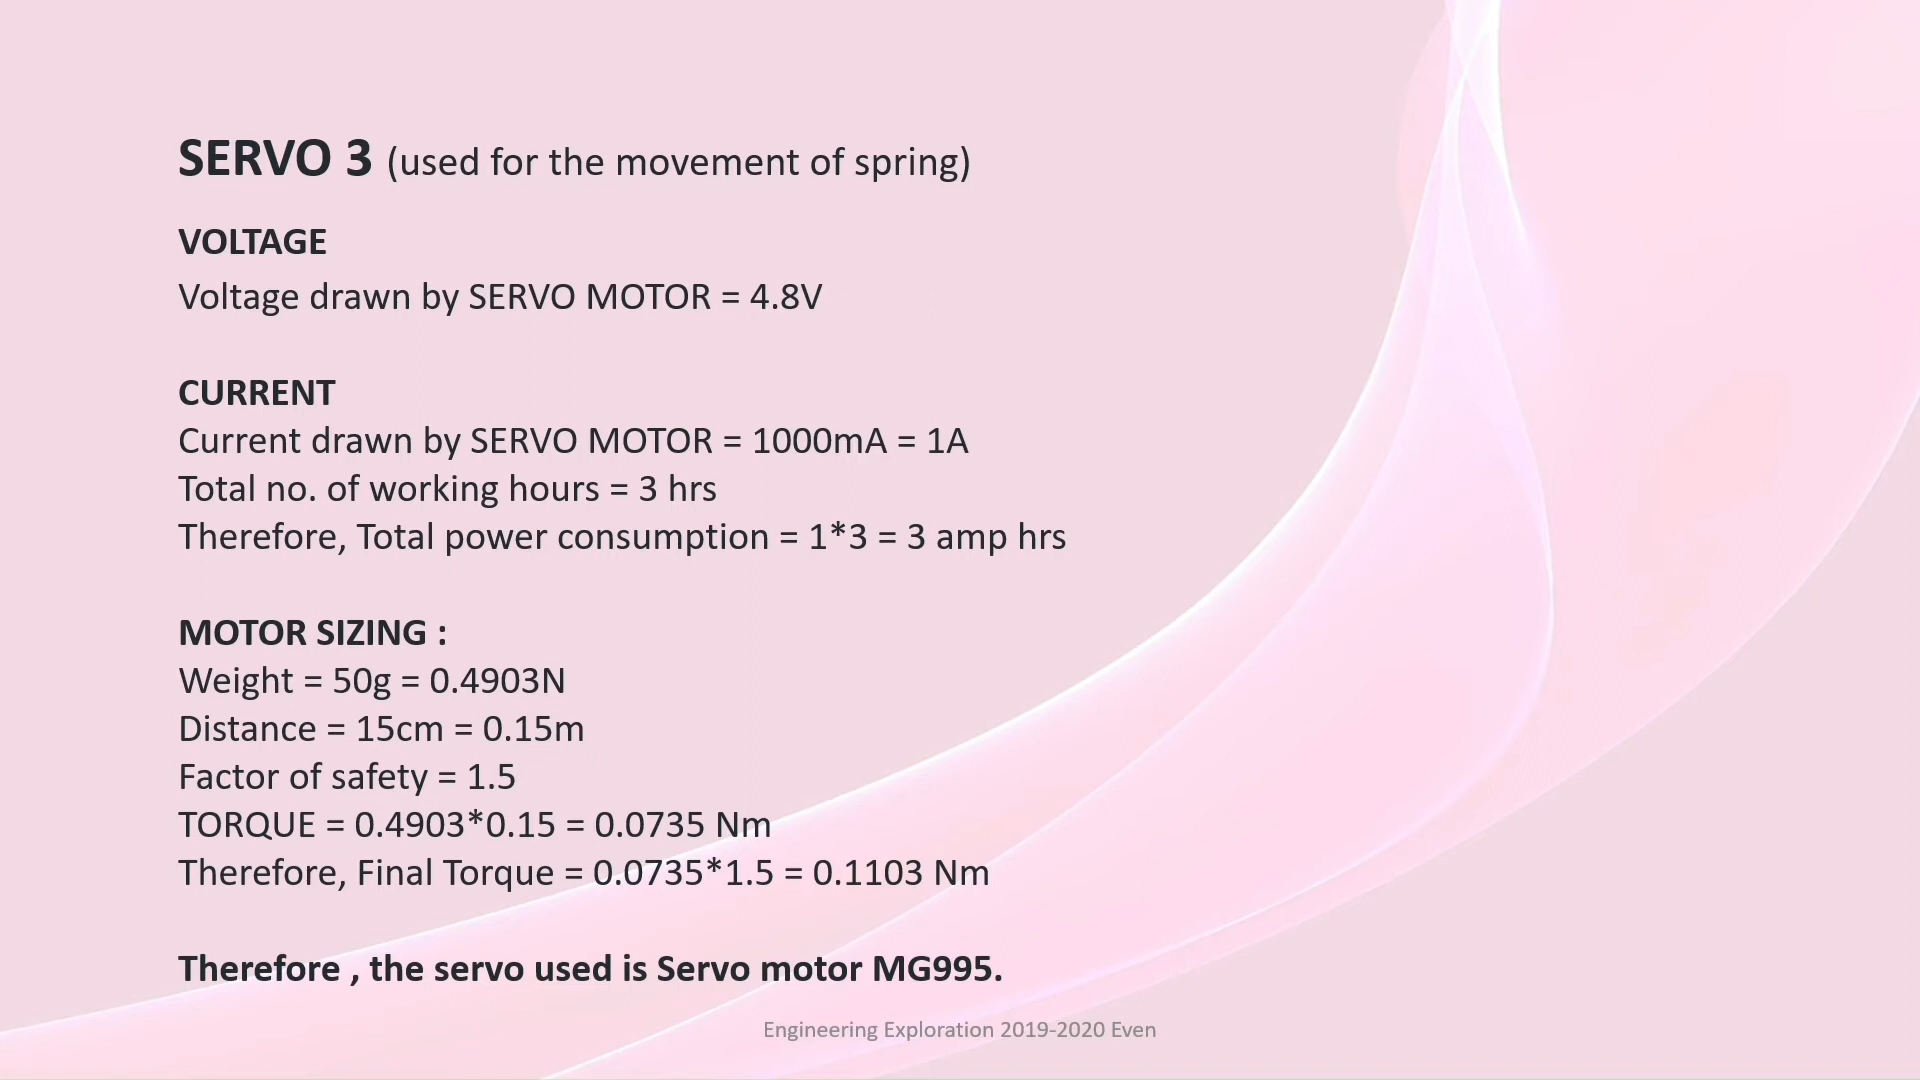 SERVO 3 (used for the movement of spring)
VOLTAGE
Voltage drawn by SERVO MOTOR = 4.8V
CURRENT
Current drawn by SERVO MOTOR = 1000mA = 1A
Total no. of working hours = 3 hrs
Therefore, Total power consumption = 1*3 = 3 amp hrs
MOTOR SIZING :
Weight = 50g = 0.4903N
Distance = 15cm = 0.15m
Factor of safety = 1.5
TORQUE = 0.4903*0.15 = 0.0735 Nm
Therefore, Final Torque = 0.0735*1.5 = 0.1103 Nm
Therefore , the servo used is Servo motor MG995.
Engineering Exploration 2019-2020 Even